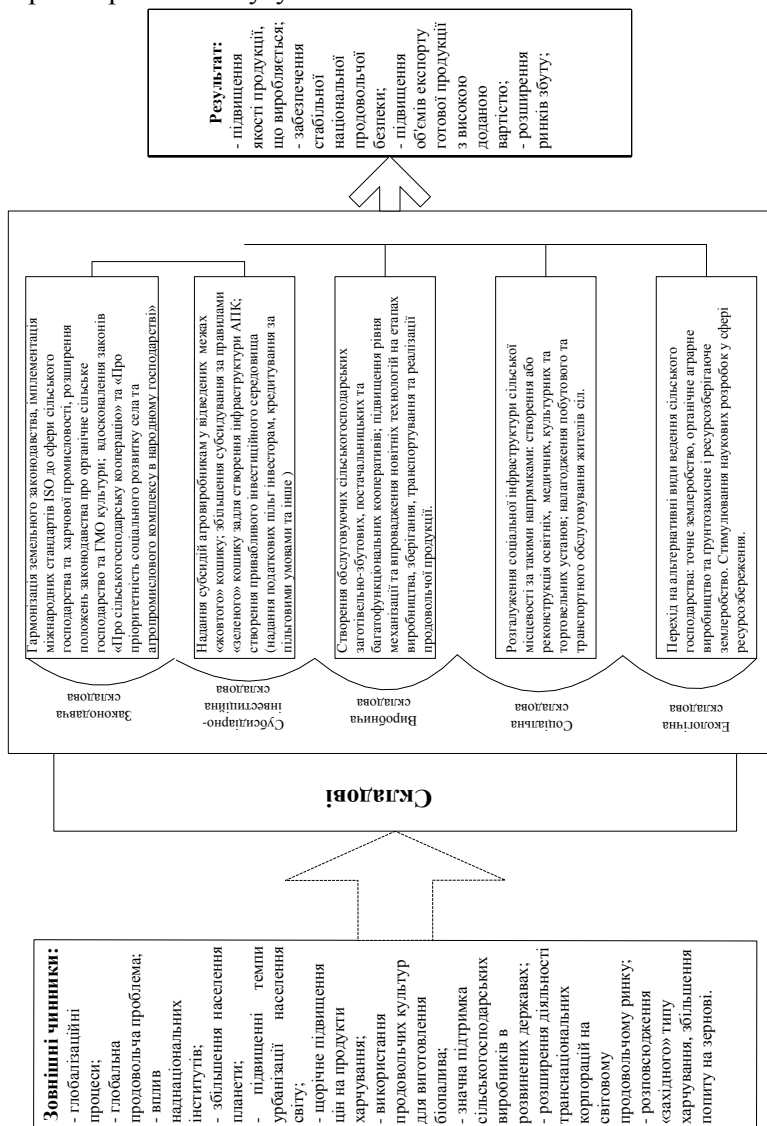 Зовнішні чинники:
- глобалізаційні
процеси;
- глобальна
продовольча проблема;
- вплив
наднаціональних
інститутів;
- збільшення населення
планети;
- підвищенні темпи
урбанізації населення
світу;
- щорічне підвищення
цін на продукти
харчування;
- використання
продовольчих культур
для виготовлення
біопалива;
- значна підтримка
сільськогосподарських
виробників в
розвинених державах;
- розширення діяльності
транснаціональних
корпорацій на
світовому
продовольчому ринку;
- розповсюдження
«західного» типу
харчування, збільшення
попиту на зернові.
Складові
Законодавча
складова
Гармонизація земельного законодавства, імплементація
міжнародних стандартів ISO до сфери сільського
господарства та харчової промисловості, розширення
положень законодавства про органічне сільське
господарство та ГМО культури; вдосконалення законів
«Про сільськогосподарську кооперацію» та «Про
пріоритетність соціального розвитку села та
агропромислового комплексу в народному господарстві»
Субсидіарно-
інвестиційна
складова
Надання субсидій агровиробникам у відведених межах
«жовтого» кошику; збільшення субсидування за правилами
«зеленого» кошику задля створення інфраструктури АПК;
створення привабливого інвестиційного середовища
(надання податкових пільг інвесторам, кредитування за
пільговими умовами та інше )
Виробнича
складова
Створення обслуговуючих сільськогосподарських
заготівельно-збутових, постачальницьких та
багатофункціональних кооперативів; підвищення рівня
механізації та впровадження новітніх технологій на етапах
виробництва, зберігання, транспортування та реалізації
продовольчої продукції.
Соціальна
складова
Розгалуження соціальної інфраструктури сільської
місцевості за такими напрямками: створення або
реконструкція освітніх, медичних, культурних та
торговельних установ; налагодження побутового та
транспортного обслуговування жителів сіл.
Екологічна
складова
Перехід на альтернативні види ведення сільського
господарства: точне землеробство, органічне аграрне
виробництво та ґрунтозахисне і ресурсозберігаюче
землеробство. Стимулювання наукових розробок у сфері
ресурсозбереження.
Результат:
- підвищення
якості продукції,
що виробляється;
- забезпечення
стабільної
національної
продовольчої
безпеки;
- підвищення
об'ємів експорту
готової продукції
з високою
доданою
вартістю;
- розширення
ринків збуту;